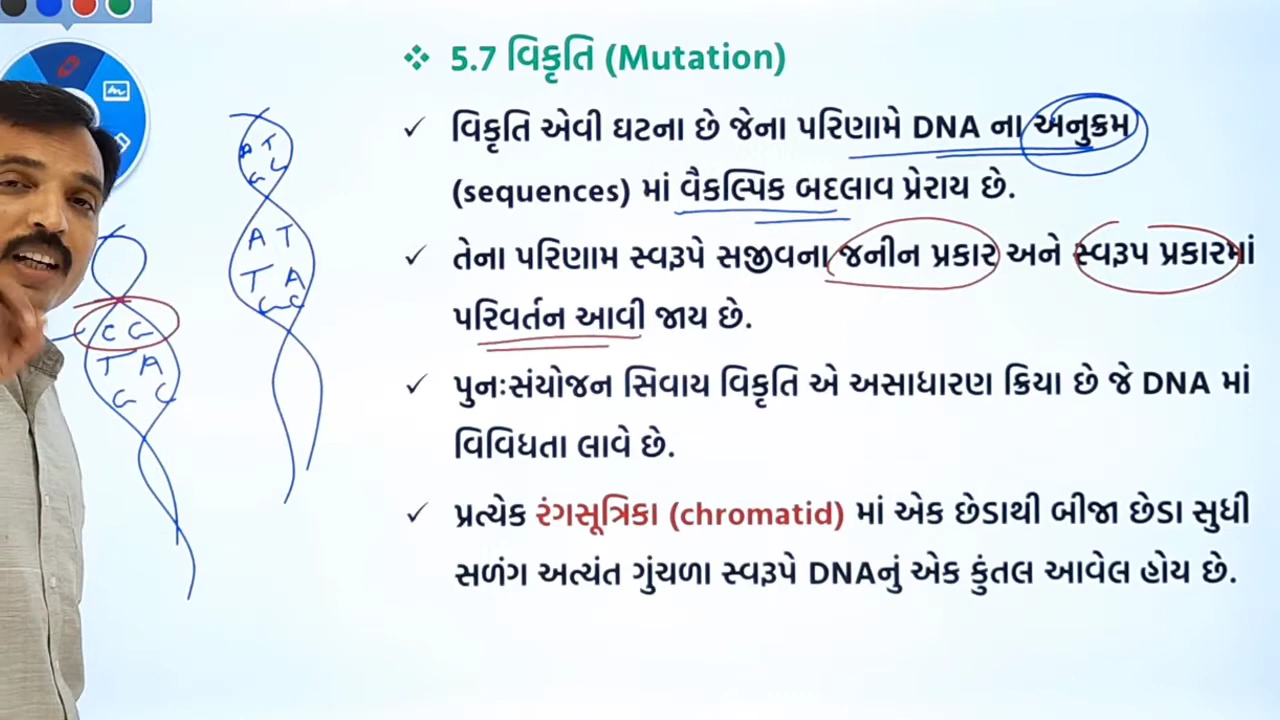 ❖ 5.7 વિકૃતિ (Mutation)
✓ વિકૃતિ એવી ઘટના છે જેના પરિણામે DNA ના અનુક્રમ
(sequences) માં વૈકલ્પિક બદલાવ પ્રેરાય છે.
✓ તેના પરિણામ સ્વરૂપે સજીવના જનીન પ્રકાર અને સ્વરૂપ પ્રકારમાં
પરિવર્તન આવી જાય છે.
✓ પુનઃસંયોજન સિવાય વિકૃતિ એ અસાધારણ ક્રિયા છે જે DNA માં
વિવિધતા લાવે છે.
✓ પ્રત્યેક રંગસૂત્રિકા (chromatid) માં એક છેડાથી બીજા છેડા સુધી
સળંગ અત્યંત ગુંચળા સ્વરૂપે DNAનું એક કુંતલ આવેલ હોય છે.
A T
G C
A T
T A
G C
C G
T A
G C